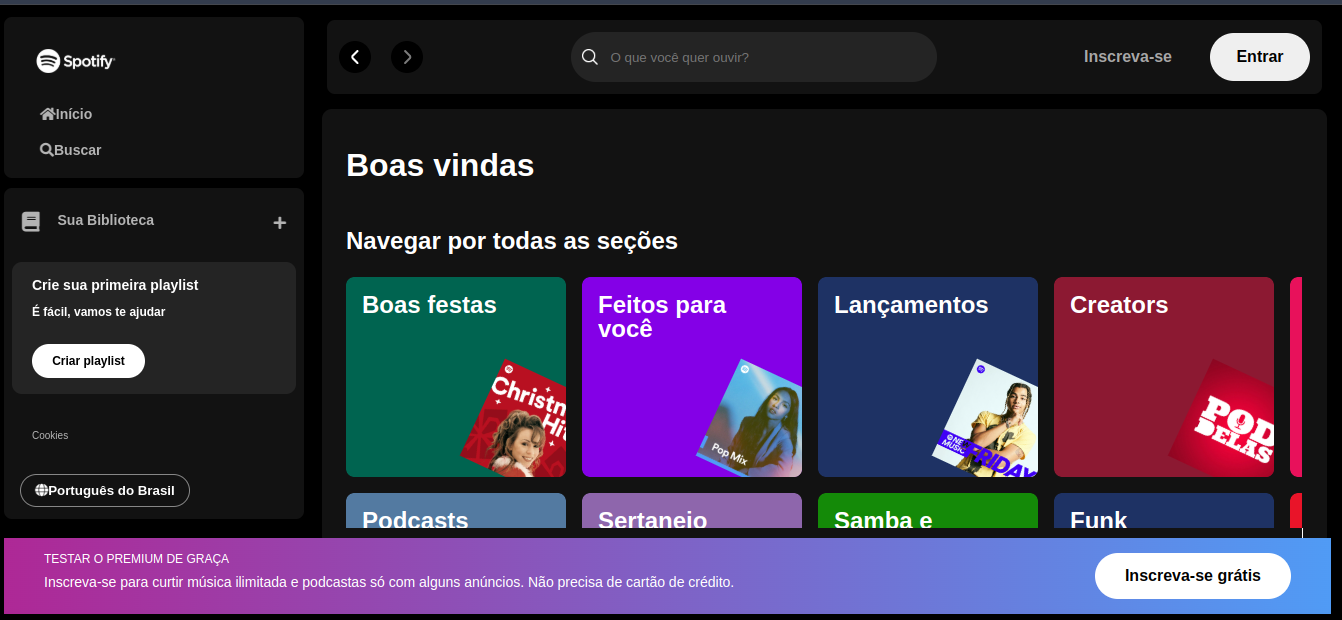 Spotify
Início
Buscar
Sua Biblioteca
Crie sua primeira playlist
É fácil, vamos te ajudar
Criar playlist
Cookies
Português do Brasil
O que você quer ouvir?
Inscreva-se
Entrar
Boas vindas
Navegar por todas as seções
Boas festas
Christm
Hit
Feitos para
você
Pop Mix
Lançamentos
NE
MUSIC
FRIDAY
Creators
POD
DELAS
Podcasts
Sertanejo
Samba e
Funk
TESTAR O PREMIUM DE GRAÇA
Inscreva-se para curtir música ilimitada e podcastas só com alguns anúncios. Não precisa de cartão de crédito.
Inscreva-se grátis